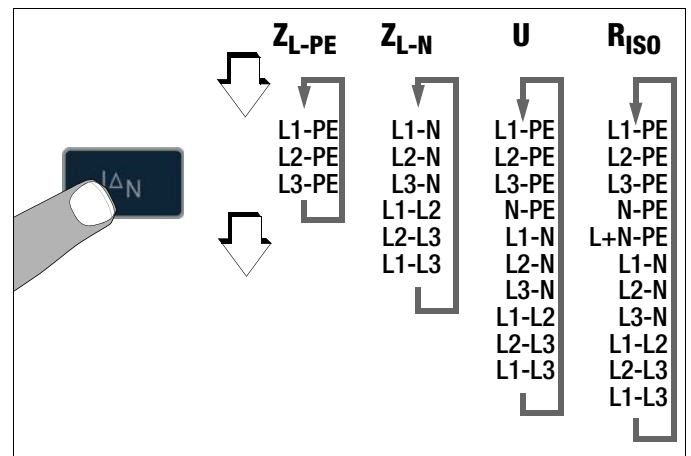 Z_L-PE Z_L-N U R_ISO
L1-PE L1-N L1-PE L1-PE
L2-PE L2-N L2-PE L2-PE
L3-PE L3-N L3-PE L3-PE
L1-L2 N-PE N-PE
L2-L3 L1-N L+N-PE
L1-L3 L2-N L1-N
L3-N L2-N
L1-L2 L3-N
L2-L3 L1-L2
L1-L3 L2-L3
L1-L3
IΔN